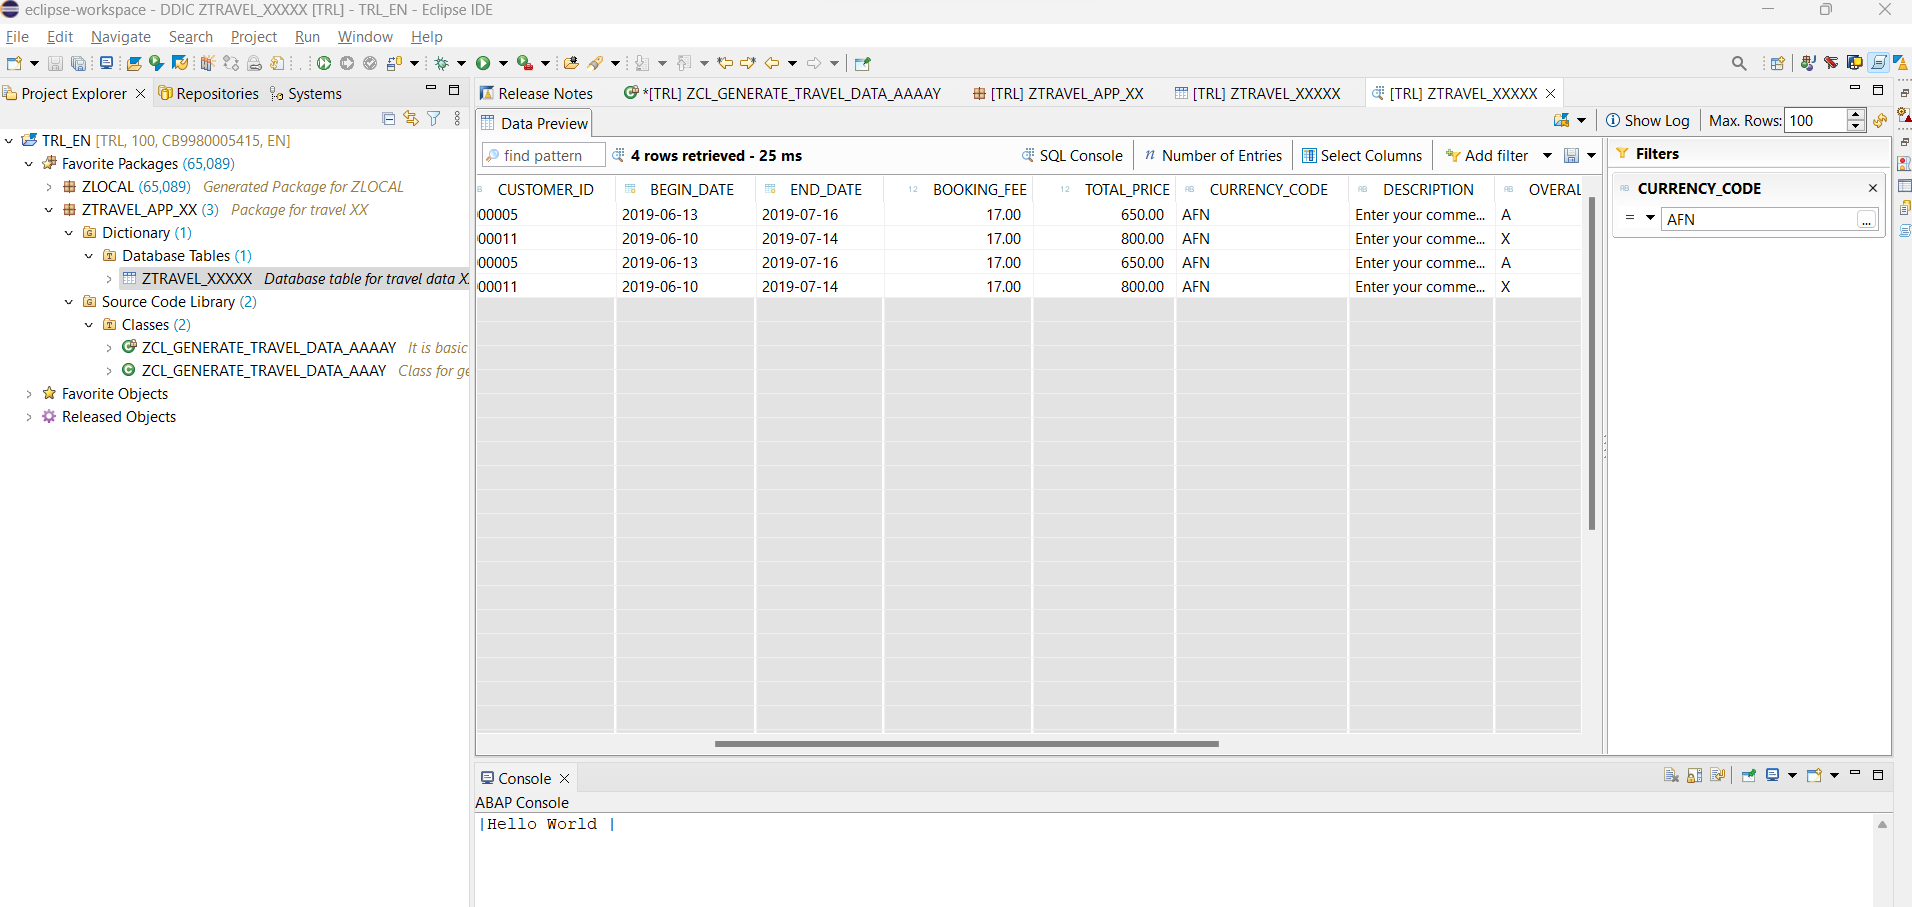 eclipse-workspace - DDIC ZTRAVEL_XXXXX [TRL] - TRL_EN - Eclipse IDE
File Edit Navigate Search Project Run Window Help
Project Explorer Repositories Systems
TRL_EN [TRL, 100, CB9980005415, EN]
Favorite Packages (65,089)
ZLOCAL (65,089) Generated Package for ZLOCAL
ZTRAVEL_APP_XX (3) Package for travel XX
Dictionary (1)
Database Tables (1)
ZTRAVEL_XXXXX Database table for travel data X
Source Code Library (2)
Classes (2)
ZCL_GENERATE_TRAVEL_DATA_AAAAY It is basic
ZCL_GENERATE_TRAVEL_DATA_AAAY Class for ge
Favorite Objects
Released Objects
Release Notes *[TRL] ZCL_GENERATE_TRAVEL_DATA_AAAAY [TRL] ZTRAVEL_APP_XX [TRL] ZTRAVEL_XXXXX [TRL] ZTRAVEL_XXXXX
Data Preview Show Log Max. Rows: 100
find pattern 4 rows retrieved - 25 ms SQL Console Number of Entries Select Columns Add filter
CUSTOMER_ID BEGIN_DATE END_DATE BOOKING_FEE TOTAL_PRICE CURRENCY_CODE DESCRIPTION OVERAL
00005 2019-06-13 2019-07-16 17.00 650.00 AFN Enter your comme... A
00011 2019-06-10 2019-07-14 17.00 800.00 AFN Enter your comme... X
00005 2019-06-13 2019-07-16 17.00 650.00 AFN Enter your comme... A
00011 2019-06-10 2019-07-14 17.00 800.00 AFN Enter your comme... X
Filters
CURRENCY_CODE
= AFN ...
Console
ABAP Console
|Hello World |